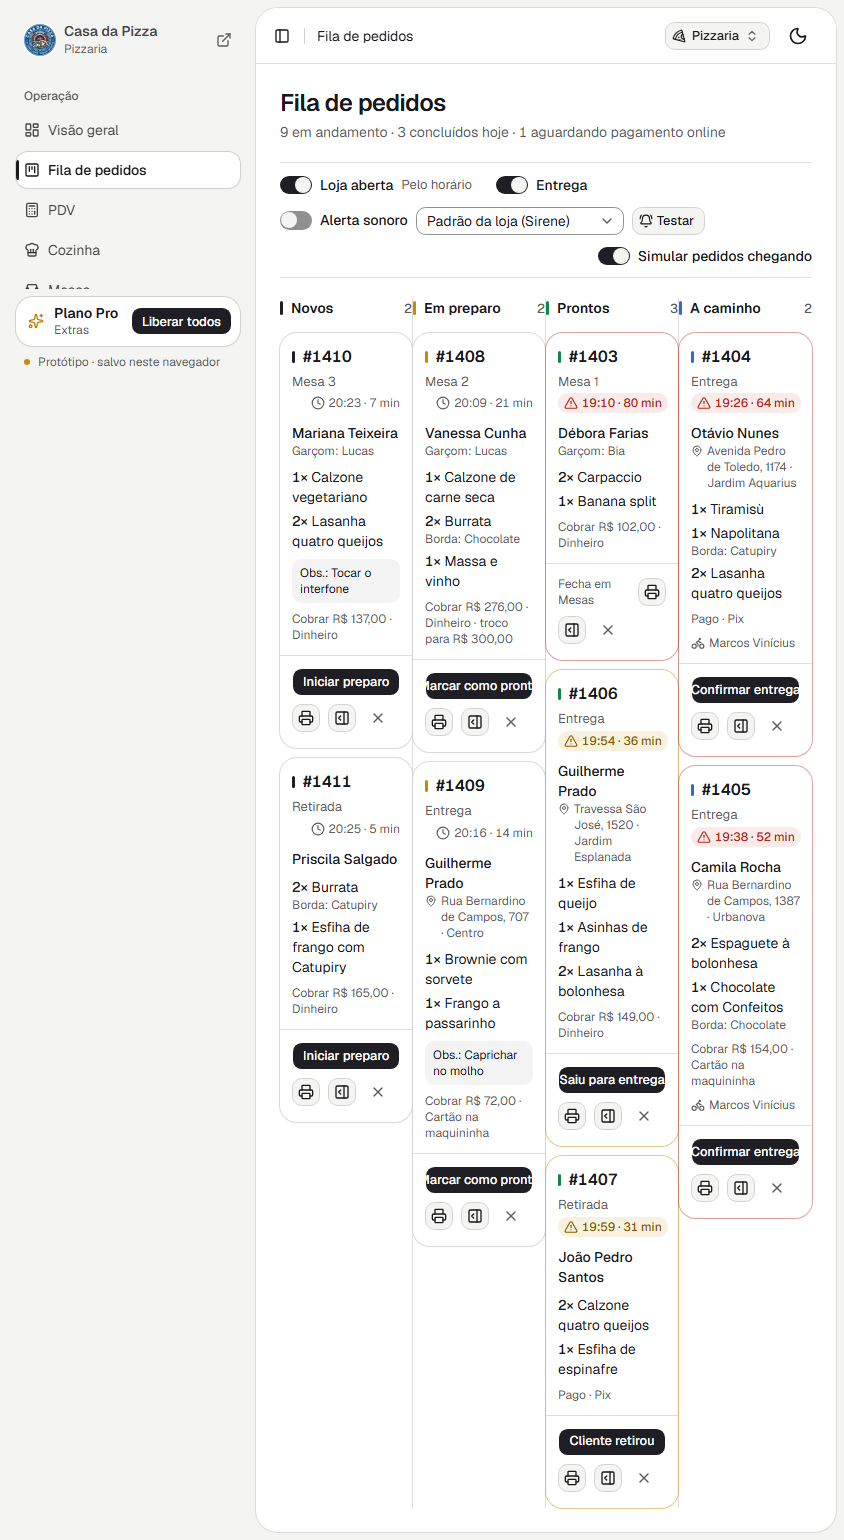 Casa da Pizza
Pizzaria
Operação
Visão geral
Fila de pedidos
PDV
Cozinha
Plano Pro
Extras
Liberar todos
Protótipo · salvo neste navegador
Fila de pedidos
Pizzaria
Fila de pedidos
9 em andamento · 3 concluídos hoje · 1 aguardando pagamento online
Loja aberta Pelo horário
Entrega
Alerta sonoro
Padrão da loja (Sirene)
Testar
Simular pedidos chegando
Novos 2
#1410
Mesa 3
20:23 · 7 min
Mariana Teixeira
Garçom: Lucas
1× Calzone
vegetariano
2× Lasanha
quatro queijos
Obs.: Tocar o
interfone
Cobrar R$ 137,00 ·
Dinheiro
Iniciar preparo
#1411
Retirada
20:25 · 5 min
Priscila Salgado
2× Burrata
Borda: Catupiry
1× Esfiha de
frango com
Catupiry
Cobrar R$ 165,00 ·
Dinheiro
Iniciar preparo
Em preparo 2
#1408
Mesa 2
20:09 · 21 min
Vanessa Cunha
Garçom: Lucas
1× Calzone de
carne seca
2× Burrata
Borda: Chocolate
1× Massa e
vinho
Cobrar R$ 276,00 ·
Dinheiro · troco
para R$ 300,00
Marcar como pront
#1409
Entrega
20:16 · 14 min
Guilherme
Prado
Rua Bernardino
de Campos, 707
· Centro
1× Brownie com
sorvete
1× Frango a
passarinho
Obs.: Caprichar
no molho
Cobrar R$ 72,00 ·
Cartão na
maquininha
Marcar como pront
Prontos 3
#1403
Mesa 1
19:10 · 80 min
Débora Farias
Garçom: Bia
2× Carpaccio
1× Banana split
Cobrar R$ 102,00 ·
Dinheiro
Fecha em
Mesas
#1406
Entrega
19:54 · 36 min
Guilherme
Prado
Travessa São
José, 1520 ·
Jardim
Esplanada
1× Esfiha de
queijo
1× Asinhas de
frango
2× Lasanha à
bolonhesa
Cobrar R$ 149,00 ·
Dinheiro
Saiu para entrega
#1407
Retirada
19:59 · 31 min
João Pedro
Santos
2× Calzone
quatro queijos
1× Esfiha de
espinafre
Pago · Pix
Cliente retirou
A caminho 2
#1404
Entrega
19:26 · 64 min
Otávio Nunes
Avenida Pedro
de Toledo, 1174 ·
Jardim Aquarius
1× Tiramisù
1× Napolitana
Borda: Catupiry
2× Lasanha
quatro queijos
Pago · Pix
Marcos Vinícius
Confirmar entrega
#1405
Entrega
19:38 · 52 min
Camila Rocha
Rua Bernardino
de Campos, 1387
· Urbanova
2× Espaguete à
bolonhesa
1× Chocolate
com Confeitos
Borda: Chocolate
Cobrar R$ 154,00 ·
Cartão na
maquininha
Marcos Vinícius
Confirmar entrega